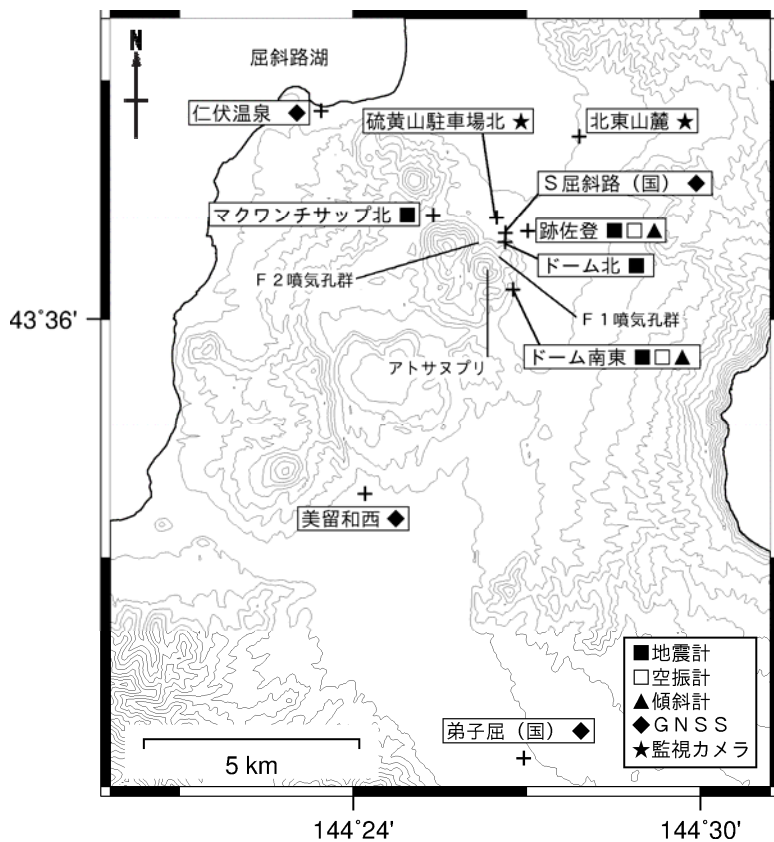 N
屈斜路湖
仁伏温泉 ◆
硫黄山駐車場北 ★
北東山麓 ★
S屈斜路（国） ◆
マクワンチサップ北 ■
跡佐登 ■□▲
ドーム北 ■
F2噴気孔群
F1噴気孔群
43˚36'
ドーム南東 ■□▲
アトサヌプリ
美留和西 ◆
■地震計
□空振計
▲傾斜計
◆GNSS
★監視カメラ
弟子屈（国） ◆
5 km
144˚24'
144˚30'